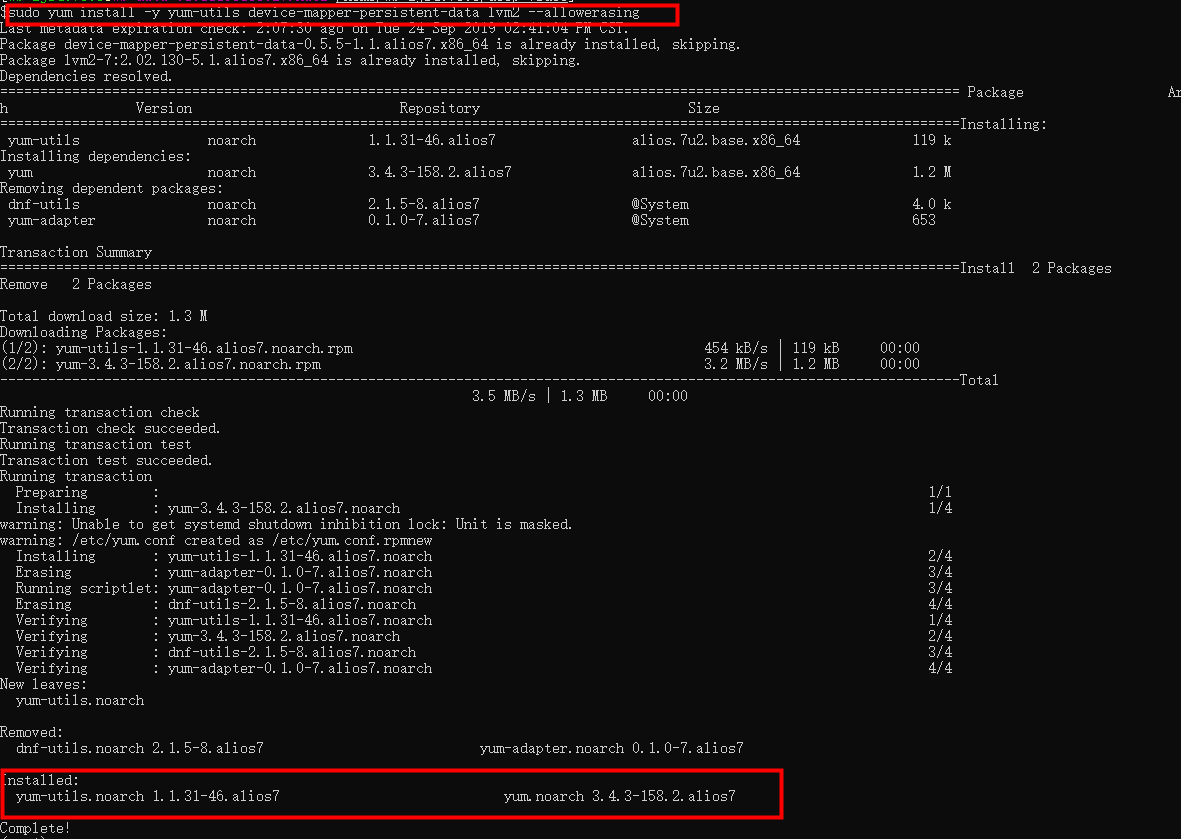 $sudo yum install -y yum-utils device-mapper-persistent-data lvm2 --allowerasing
Last metadata expiration check: 2:07:30 ago on Tue 24 Sep 2019 02:41:04 PM CST.
Package device-mapper-persistent-data-0.5.5-1.1.alios7.x86_64 is already installed, skipping.
Package lvm2-7:2.02.130-5.1.alios7.x86_64 is already installed, skipping.
Dependencies resolved.
======================================================================================================================== Package Ar
h Version Repository Size
========================================================================================================================Installing:
yum-utils noarch 1.1.31-46.alios7 alios.7u2.base.x86_64 119 k
Installing dependencies:
yum noarch 3.4.3-158.2.alios7 alios.7u2.base.x86_64 1.2 M
Removing dependent packages:
dnf-utils noarch 2.1.5-8.alios7 @System 4.0 k
yum-adapter noarch 0.1.0-7.alios7 @System 653

Transaction Summary
========================================================================================================================Install 2 Packages
Remove 2 Packages

Total download size: 1.3 M
Downloading Packages:
(1/2): yum-utils-1.1.31-46.alios7.noarch.rpm 454 kB/s | 119 kB 00:00
(2/2): yum-3.4.3-158.2.alios7.noarch.rpm 3.2 MB/s | 1.2 MB 00:00
------------------------------------------------------------------------------------------------------------------------Total
3.5 MB/s | 1.3 MB 00:00
Running transaction check
Transaction check succeeded.
Running transaction test
Transaction test succeeded.
Running transaction
Preparing : 1/1
Installing : yum-3.4.3-158.2.alios7.noarch 1/4
warning: Unable to get systemd shutdown inhibition lock: Unit is masked.
warning: /etc/yum.conf created as /etc/yum.conf.rpmnew
Installing : yum-utils-1.1.31-46.alios7.noarch 2/4
Erasing : yum-adapter-0.1.0-7.alios7.noarch 3/4
Running scriptlet: yum-adapter-0.1.0-7.alios7.noarch 3/4
Erasing : dnf-utils-2.1.5-8.alios7.noarch 4/4
Verifying : yum-utils-1.1.31-46.alios7.noarch 1/4
Verifying : yum-3.4.3-158.2.alios7.noarch 2/4
Verifying : dnf-utils-2.1.5-8.alios7.noarch 3/4
Verifying : yum-adapter-0.1.0-7.alios7.noarch 4/4
New leaves:
yum-utils.noarch

Removed:
dnf-utils.noarch 2.1.5-8.alios7 yum-adapter.noarch 0.1.0-7.alios7

Installed:
yum-utils.noarch 1.1.31-46.alios7 yum.noarch 3.4.3-158.2.alios7

Complete!